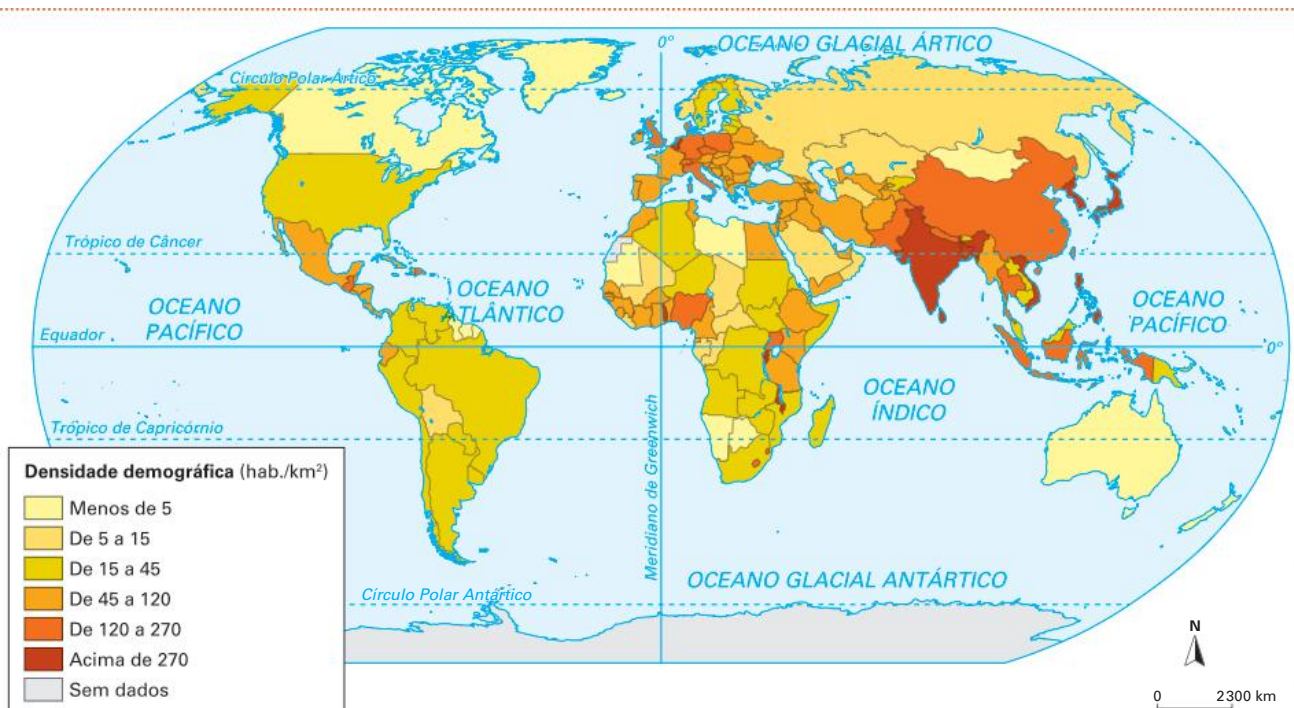 OCEANO GLACIAL ÁRTICO
0°
Círculo Polar Ártico
Trópico de Câncer
OCEANO
ATLÂNTICO
OCEANO
PACÍFICO
OCEANO
PACÍFICO
Equador
0°
OCEANO
ÍNDICO
Trópico de Capricórnio
Meridiano de Greenwich
OCEANO GLACIAL ANTÁRTICO
Círculo Polar Antártico
Densidade demográfica (hab./km²)
Menos de 5
De 5 a 15
De 15 a 45
De 45 a 120
De 120 a 270
Acima de 270
Sem dados
N
0 2300 km